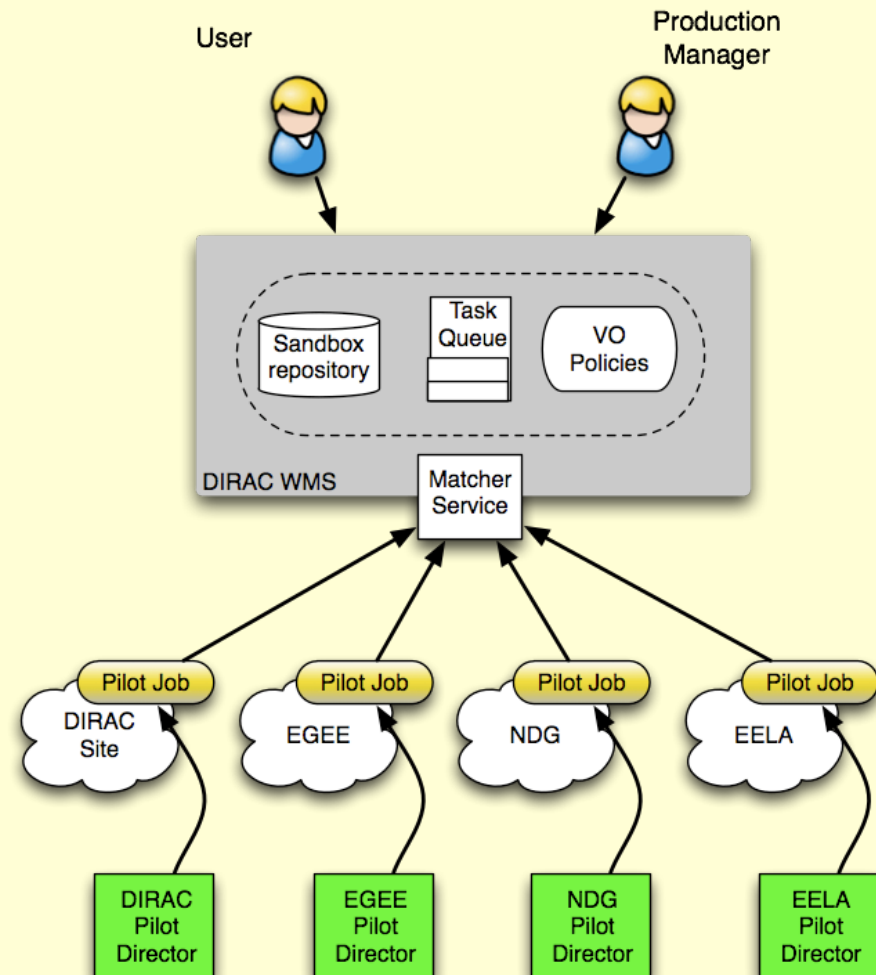 User
Production
Manager
Sandbox
repository
Task
Queue
VO
Policies
DIRAC WMS
Matcher
Service
Pilot Job
Pilot Job
Pilot Job
Pilot Job
DIRAC
Site
EGEE
NDG
EELA
DIRAC
Pilot
Director
EGEE
Pilot
Director
NDG
Pilot
Director
EELA
Pilot
Director